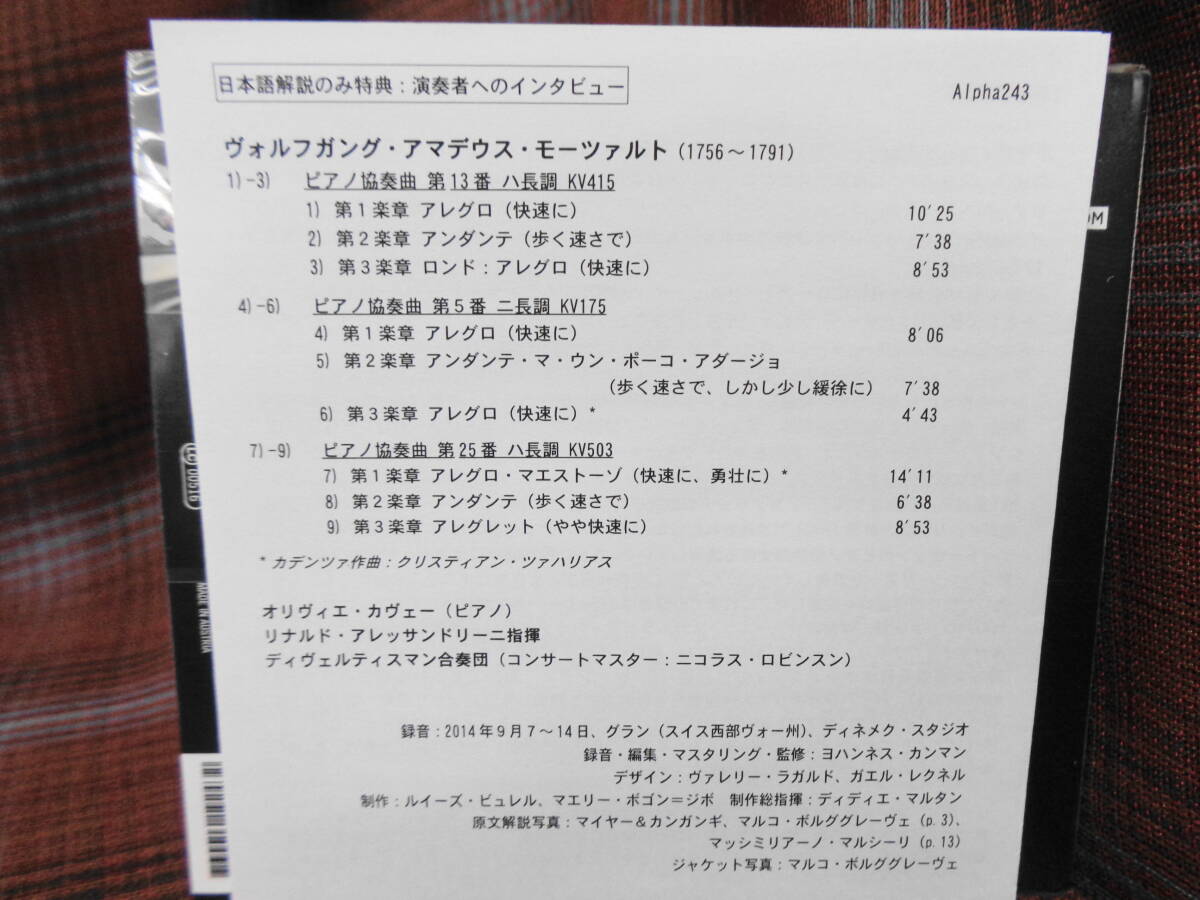 日本語解説のみ特典：演奏者へのインタビュー
Alpha243
ヴォルフガング・アマデウス・モーツァルト（1756～1791）
1)-3) ピアノ協奏曲 第13番 ハ長調 KV415
1) 第1楽章 アレグロ（快速に） 10'25
2) 第2楽章 アンダンテ（歩く速さで） 7'38
3) 第3楽章 ロンド：アレグロ（快速に） 8'53
4)-6) ピアノ協奏曲 第5番 ニ長調 KV175
4) 第1楽章 アレグロ（快速に） 8'06
5) 第2楽章 アンダンテ・マ・ウン・ポーコ・アダージョ
（歩く速さで、しかし少し緩徐に） 7'38
6) 第3楽章 アレグロ（快速に）* 4'43
7)-9) ピアノ協奏曲 第25番 ハ長調 KV503
7) 第1楽章 アレグロ・マエストーゾ（快速に、勇壮に）* 14'11
8) 第2楽章 アンダンテ（歩く速さで） 6'38
9) 第3楽章 アレグレット（やや快速に） 8'53
* カデンツァ作曲：クリスティアン・ツァハリアス
オリヴィエ・カヴェー（ピアノ）
リナルド・アレッサンドリーニ指揮
ディヴェルティスマン合奏団（コンサートマスター：ニコラス・ロビンスン）
録音：2014年9月7～14日、グラン（スイス西部ヴォー州）、ディネメク・スタジオ
録音・編集・マスタリング・監修：ヨハンネス・カンマン
デザイン：ヴァレリー・ラガルド、ガエル・レクネル
制作：ルイーズ・ビュレル、マエリー・ボゴン＝ジボ 制作総指揮：ディディエ・マルタン
原文解説写真：マイヤー＆カンガンギ、マルコ・ボルググレーヴェ（p.3）、
マッシミリアーノ・マルシーリ（p.13）
ジャケット写真：マルコ・ボルググレーヴェ
LC 00516
MADE IN AUSTRIA